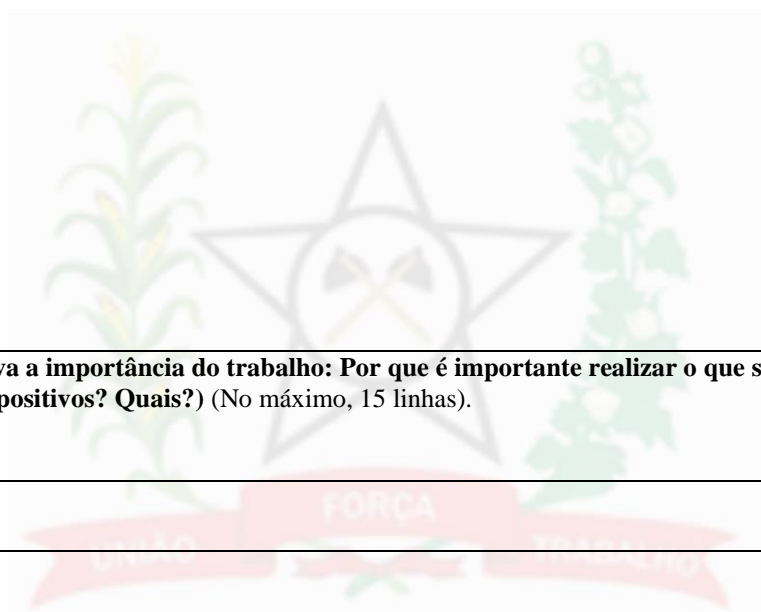 va a importância do trabalho: Por que é importante realizar o que s
positivos? Quais?) (No máximo, 15 linhas).
FORÇA
UNIÃO TRABALHO